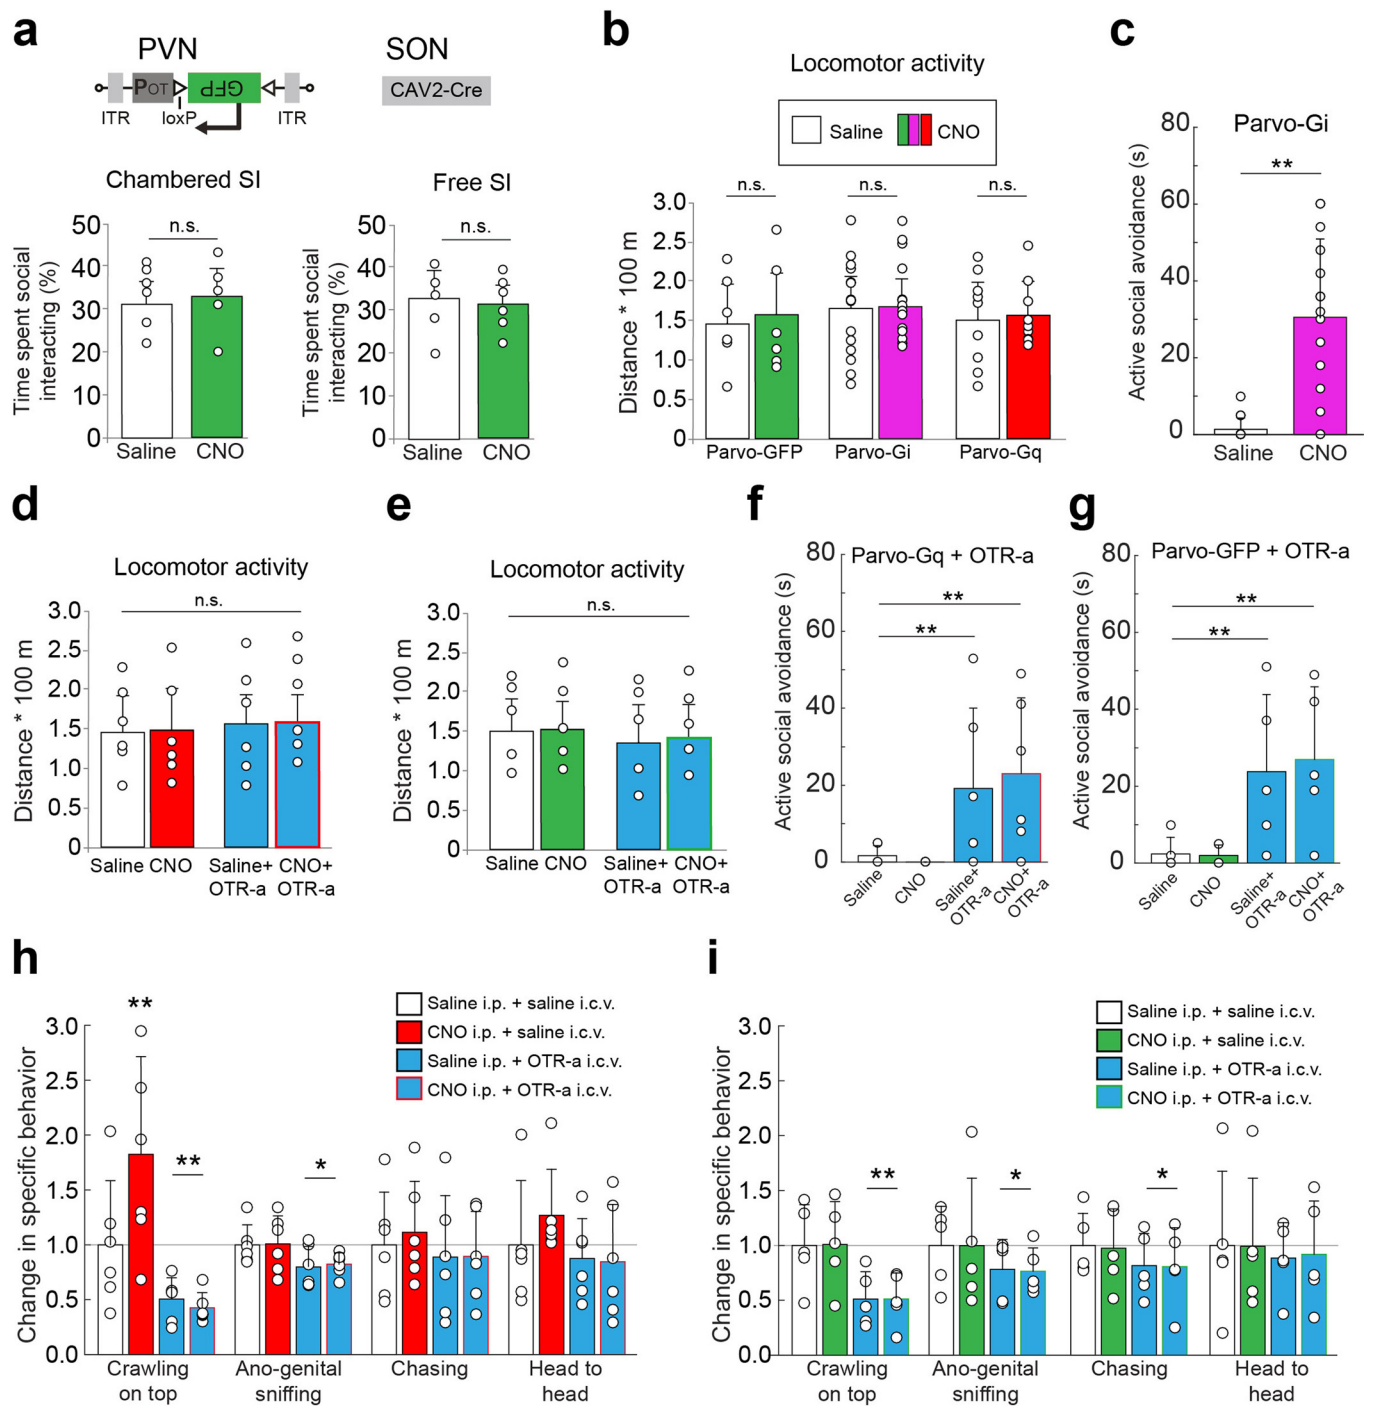 a
PVN
SON
POT
GFP
CAV2-Cre
ITR
loxP
ITR
Chambered SI
Free SI
Time spent social
interacting (%)
50
40
30
20
10
0
n.s.
Saline
CNO
Time spent social
interacting (%)
50
40
30
20
10
0
n.s.
Saline
CNO
b
Locomotor activity
Saline
CNO
Distance * 100 m
3.0
2.5
2.0
1.5
1.0
0.5
0
n.s.
n.s.
n.s.
Parvo-GFP
Parvo-Gi
Parvo-Gq
c
Parvo-Gi
Active social avoidance (s)
80
60
40
20
0
**
Saline
CNO
d
Locomotor activity
Distance * 100 m
3.0
2.5
2.0
1.5
1.0
0.5
0
n.s.
Saline
CNO
Saline+
OTR-a
CNO+
OTR-a
e
Locomotor activity
Distance * 100 m
3.0
2.5
2.0
1.5
1.0
0.5
0
n.s.
Saline
CNO
Saline+
OTR-a
CNO+
OTR-a
f
Parvo-Gq + OTR-a
Active social avoidance (s)
80
60
40
20
0
**
**
Saline
CNO
Saline+
OTR-a
CNO+
OTR-a
g
Parvo-GFP + OTR-a
Active social avoidance (s)
80
60
40
20
0
**
**
Saline
CNO
Saline+
OTR-a
CNO+
OTR-a
h
Saline i.p. + saline i.c.v.
CNO i.p. + saline i.c.v.
Saline i.p. + OTR-a i.c.v.
CNO i.p. + OTR-a i.c.v.
Change in specific behavior
3.0
2.5
2.0
1.5
1.0
0.5
0.0
**
**
*
Crawling
on top
Ano-genital
sniffing
Chasing
Head to
head
i
Saline i.p. + saline i.c.v.
CNO i.p. + saline i.c.v.
Saline i.p. + OTR-a i.c.v.
CNO i.p. + OTR-a i.c.v.
Change in specific behavior
3.0
2.5
2.0
1.5
1.0
0.5
0.0
**
*
*
Crawling
on top
Ano-genital
sniffing
Chasing
Head to
head